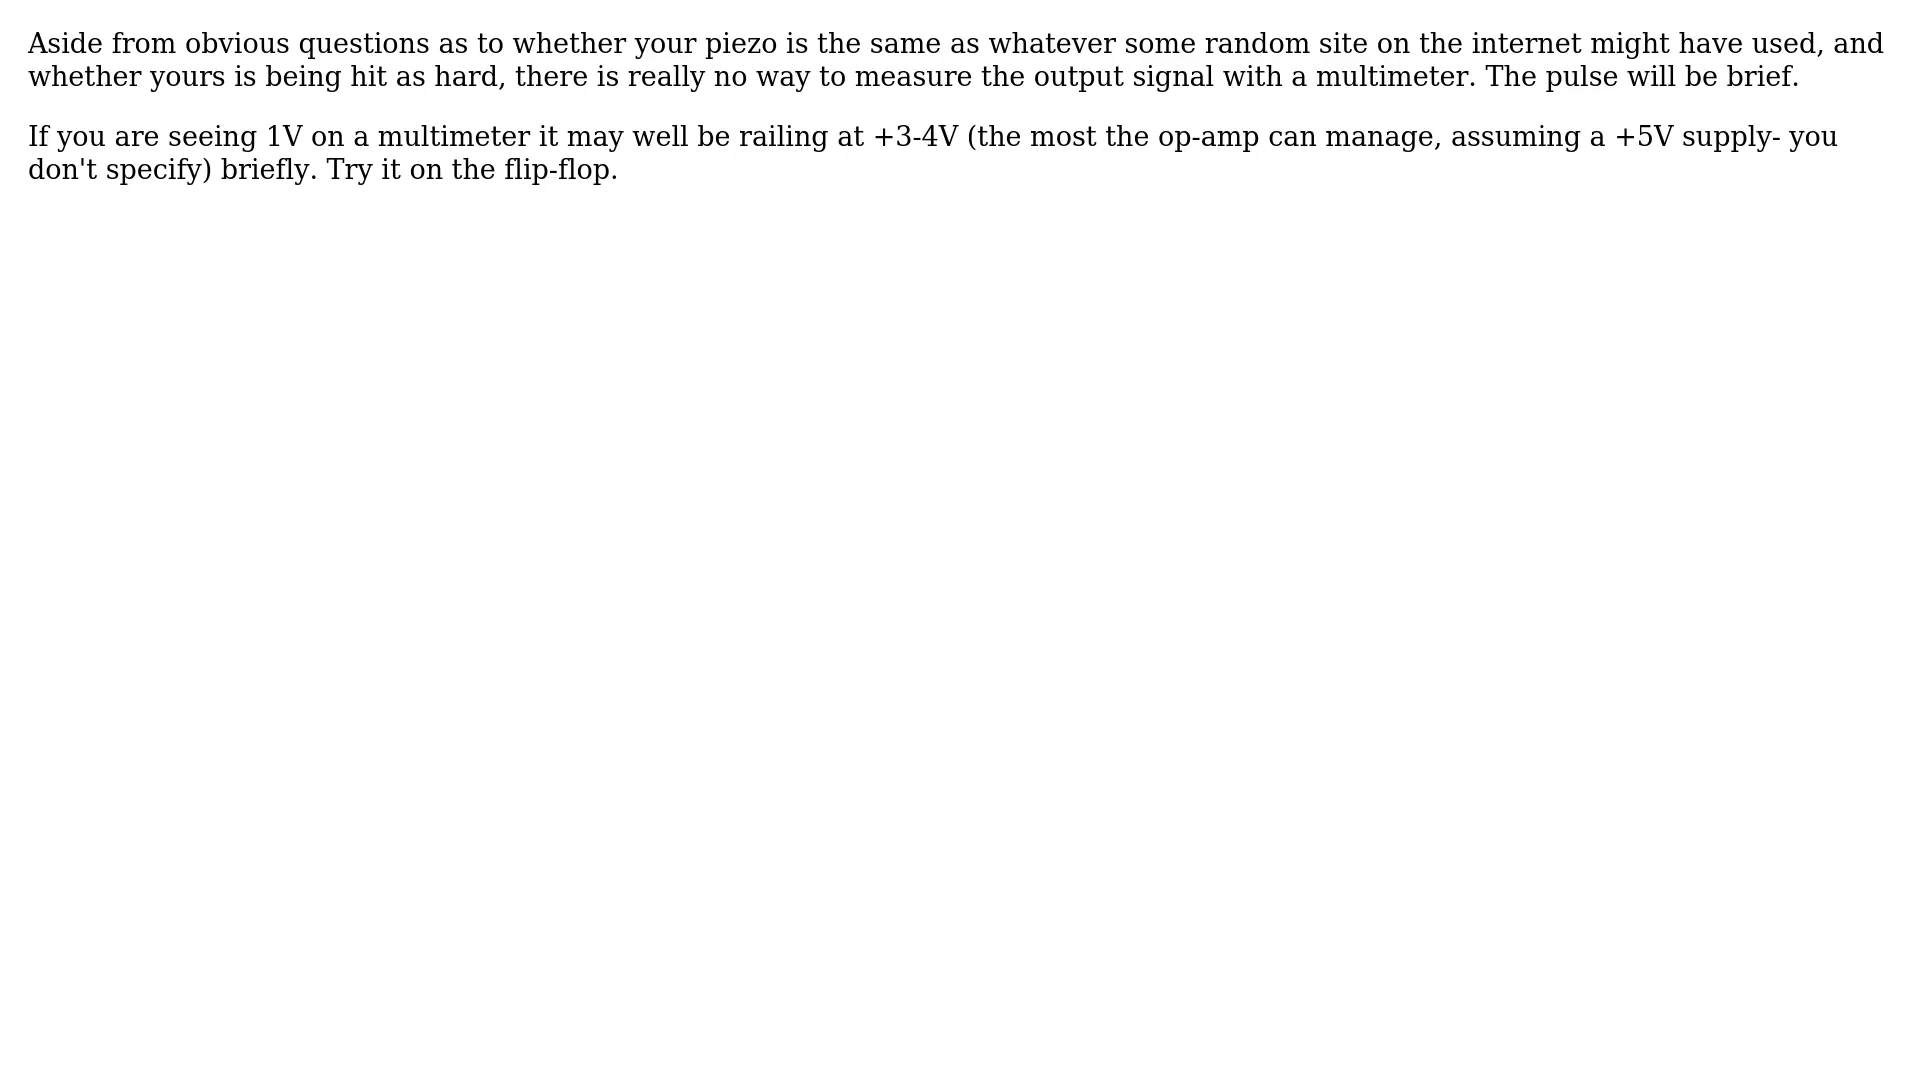 Aside from obvious questions as to whether your piezo is the same as whatever some random site on the internet might have used, and
whether yours is being hit as hard, there is really no way to measure the output signal with a multimeter. The pulse will be brief.
If you are seeing 1V on a multimeter it may well be railing at +3-4V (the most the op-amp can manage, assuming a +5V supply- you
don't specify) briefly. Try it on the flip-flop.